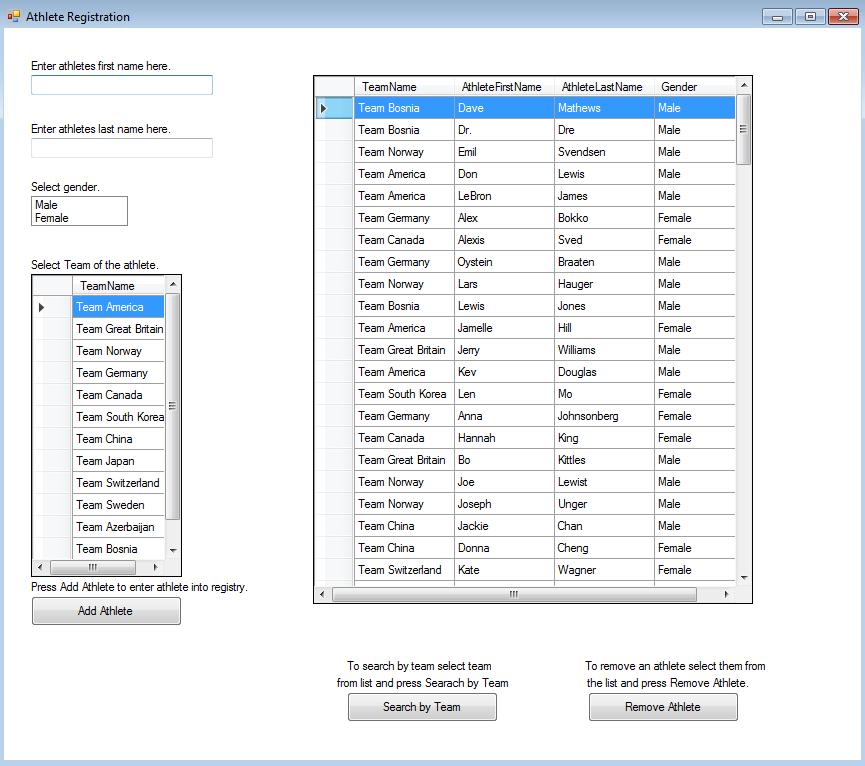 Athlete Registration
Enter athletes first name here.
Enter athletes last name here.
Select gender.
Male
Female
Select Team of the athlete.
TeamName
Team America
Team Great Britain
Team Norway
Team Germany
Team Canada
Team South Korea
Team China
Team Japan
Team Switzerland
Team Sweden
Team Azerbaijan
Team Bosnia
Press Add Athlete to enter athlete into registry.
Add Athlete
TeamName AthleteFirstName AthleteLastName Gender
Team Bosnia Dave Mathews Male
Team Bosnia Dr. Dre Male
Team Norway Emil Svendsen Male
Team America Don Lewis Male
Team America LeBron James Male
Team Germany Alex Bokko Female
Team Canada Alexis Sved Female
Team Germany Oystein Braaten Male
Team Norway Lars Hauger Male
Team Bosnia Lewis Jones Male
Team America Jamelle Hill Female
Team Great Britain Jerry Williams Male
Team America Kev Douglas Male
Team South Korea Len Mo Female
Team Germany Anna Johnsonberg Female
Team Canada Hannah King Female
Team Great Britain Bo Kittles Male
Team Norway Joe Lewist Male
Team Norway Joseph Unger Male
Team China Jackie Chan Male
Team China Donna Cheng Female
Team Switzerland Kate Wagner Female
To search by team select team
from list and press Searach by Team
Search by Team
To remove an athlete select them from
the list and press Remove Athlete.
Remove Athlete